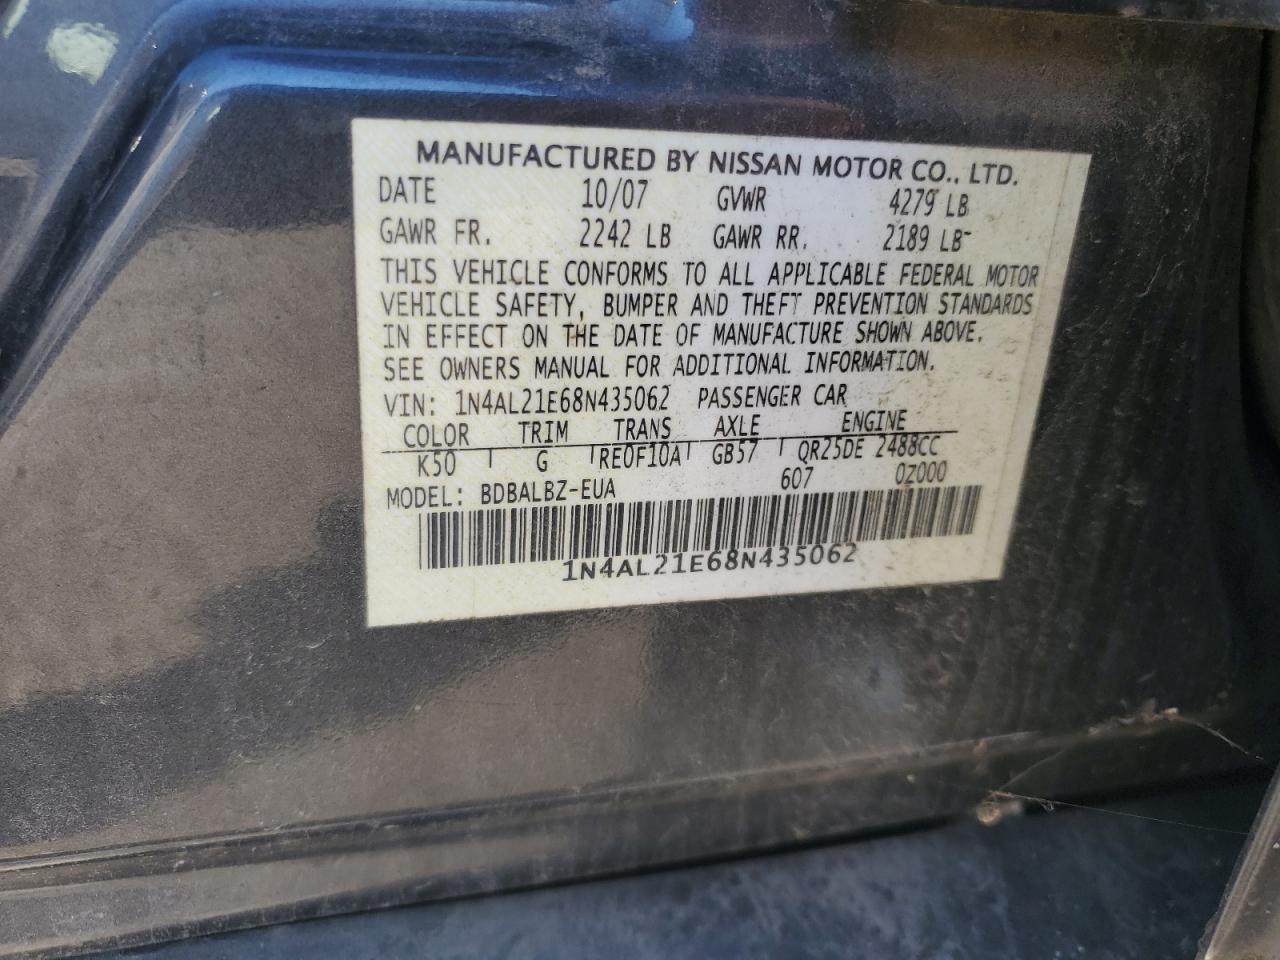 MANUFACTURED BY NISSAN MOTOR CO., LTD.
DATE 10/07 GVWR 4279 LB
GAWR FR. 2242 LB GAWR RR. 2189 LB
THIS VEHICLE CONFORMS TO ALL APPLICABLE FEDERAL MOTOR
VEHICLE SAFETY, BUMPER AND THEFT PREVENTION STANDARDS
IN EFFECT ON THE DATE OF MANUFACTURE SHOWN ABOVE.
SEE OWNERS MANUAL FOR ADDITIONAL INFORMATION.
VIN: 1N4AL21E68N435062 PASSENGER CAR
COLOR TRIM TRANS AXLE ENGINE
K50 G RE0F10A GB57 QR25DE 2488CC
MODEL: BDBALBZ-EUA 607 0Z000
1N4AL21E68N435062